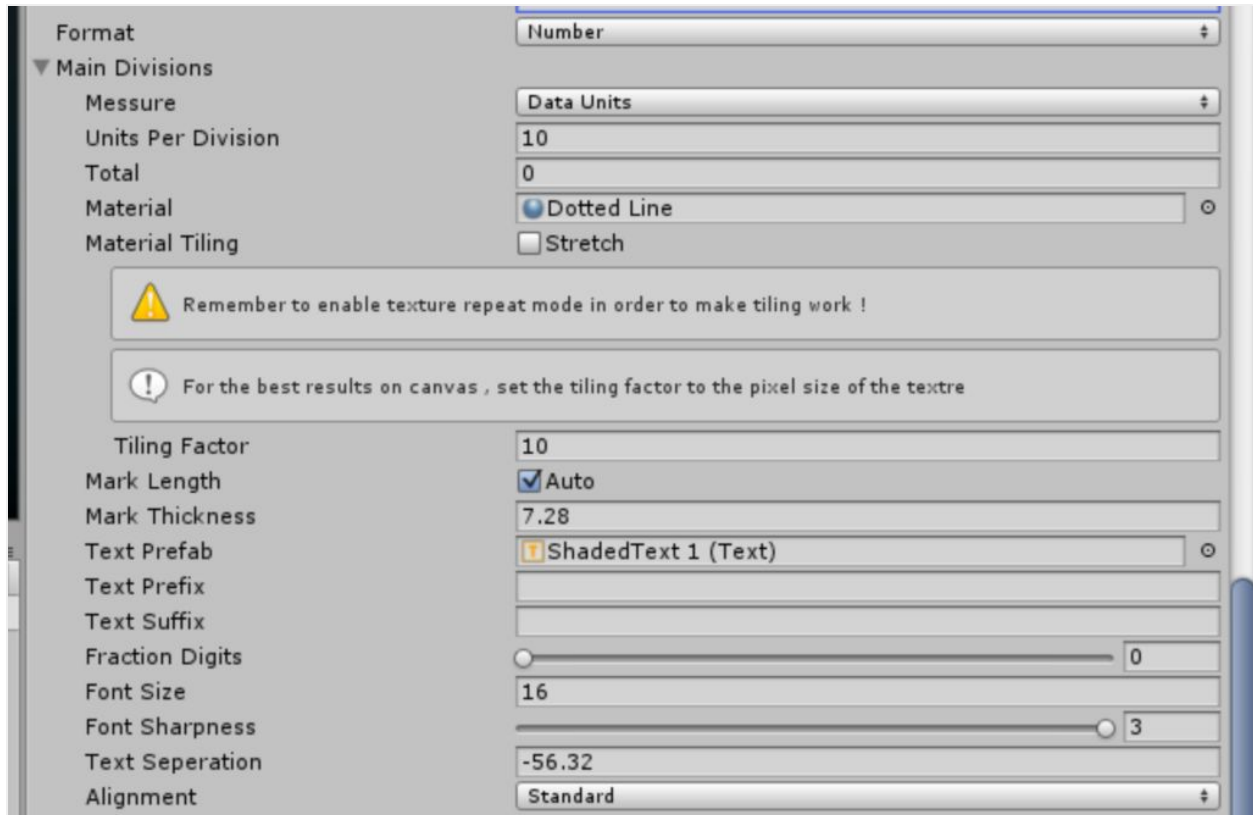 Format Number
Main Divisions
Messure Data Units
Units Per Division 10
Total 0
Material Dotted Line
Material Tiling Stretch
Remember to enable texture repeat mode in order to make tiling work !
For the best results on canvas , set the tiling factor to the pixel size of the textre
Tiling Factor 10
Mark Length Auto
Mark Thickness 7.28
Text Prefab ShadedText 1 (Text)
Text Prefix
Text Suffix
Fraction Digits 0
Font Size 16
Font Sharpness 3
Text Seperation -56.32
Alignment Standard